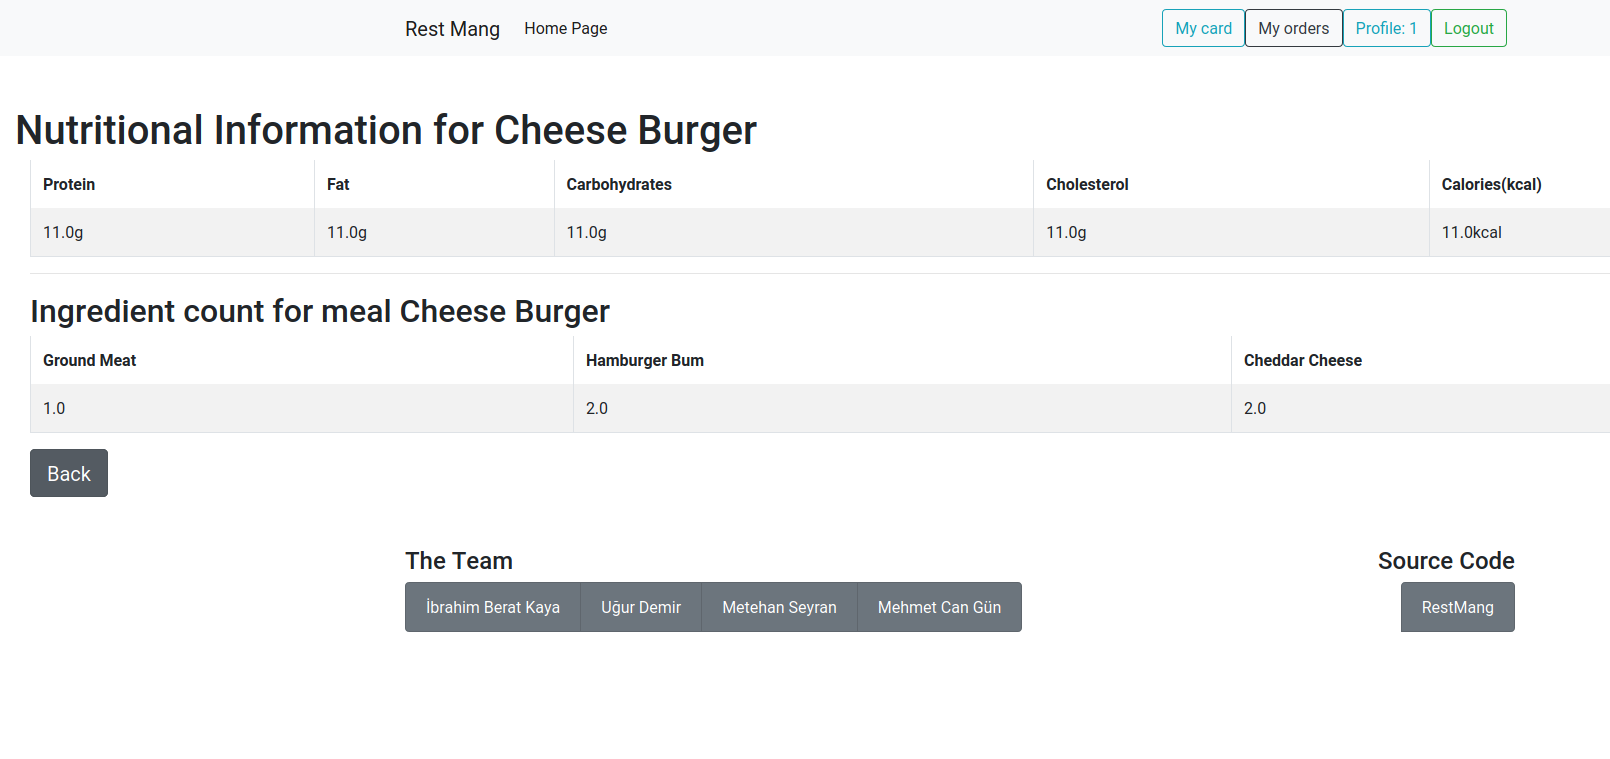 Rest Mang Home Page My card My orders Profile: 1 Logout
Nutritional Information for Cheese Burger
Protein Fat Carbohydrates Cholesterol Calories(kcal)
11.0g 11.0g 11.0g 11.0g 11.0kcal
Ingredient count for meal Cheese Burger
Ground Meat Hamburger Bum Cheddar Cheese
1.0 2.0 2.0
Back
The Team Source Code
İbrahim Berat Kaya Uğur Demir Metehan Seyran Mehmet Can Gün RestMang